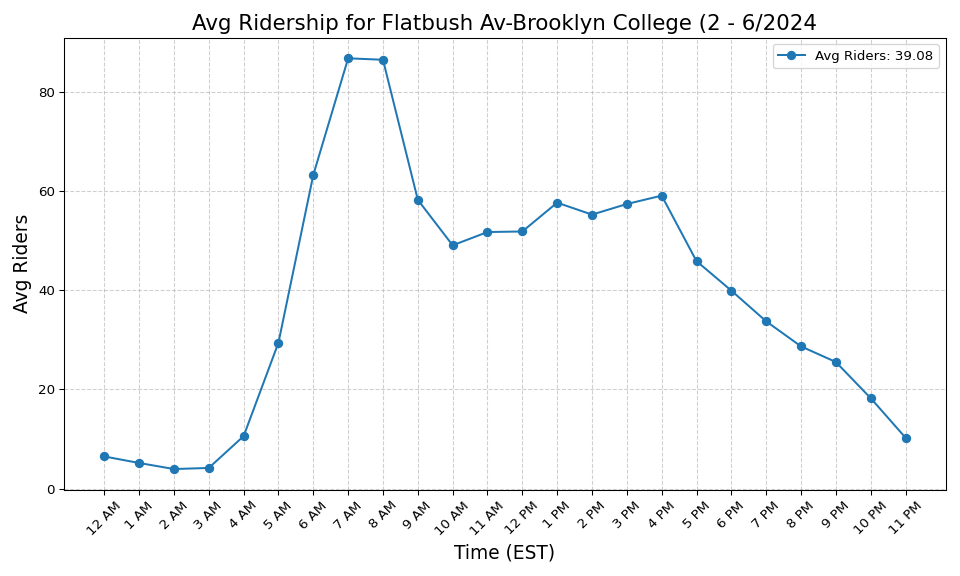 Avg Ridership for Flatbush Av-Brooklyn College (2 - 6/2024
Avg Riders: 39.08
Avg Riders
80
60
40
20
0
12 AM 1 AM 2 AM 3 AM 4 AM 5 AM 6 AM 7 AM 8 AM 9 AM 10 AM 11 AM 12 PM 1 PM 2 PM 3 PM 4 PM 5 PM 6 PM 7 PM 8 PM 9 PM 10 PM 11 PM
Time (EST)